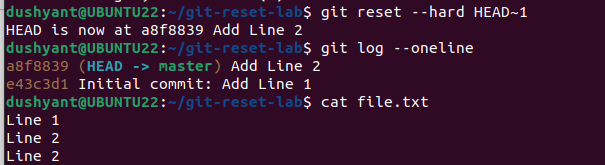 dushyant@UBUNTU22:~/git-reset-lab$ git reset --hard HEAD~1
HEAD is now at a8f8839 Add Line 2
dushyant@UBUNTU22:~/git-reset-lab$ git log --oneline
a8f8839 (HEAD -> master) Add Line 2
e43c3d1 Initial commit: Add Line 1
dushyant@UBUNTU22:~/git-reset-lab$ cat file.txt
Line 1
Line 2
Line 2